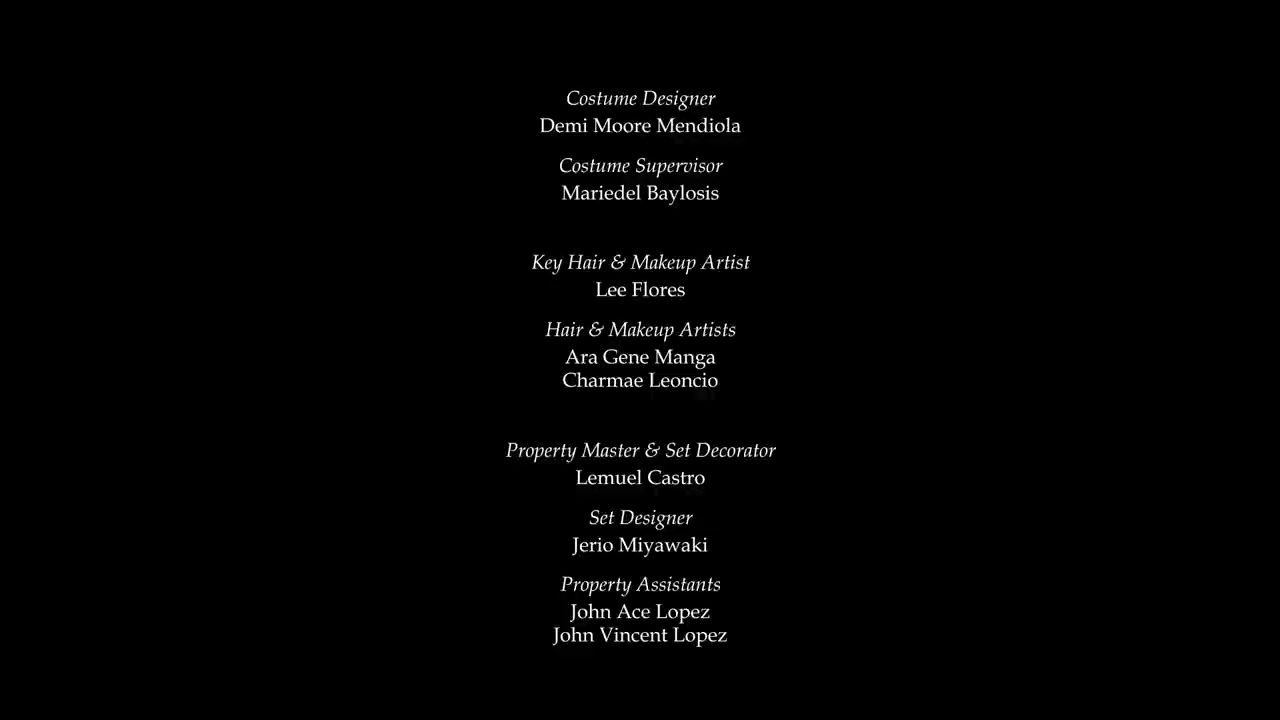 Costume Designer
Demi Moore Mendiola
Costume Supervisor
Mariedel Baylosis
Key Hair & Makeup Artist
Lee Flores
Hair & Makeup Artists
Ara Gene Manga
Charmae Leoncio
Property Master & Set Decorator
Lemuel Castro
Set Designer
Jerio Miyawaki
Property Assistants
John Ace Lopez
John Vincent Lopez